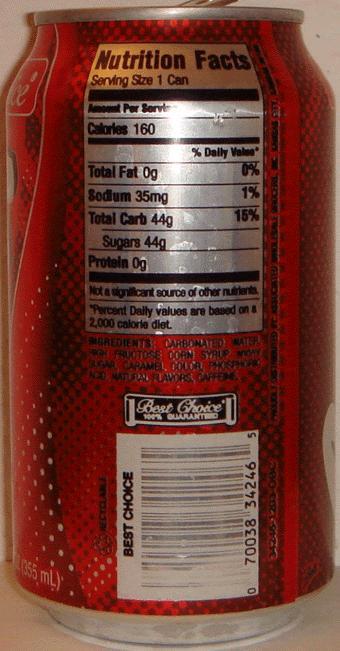 Nutrition Facts
Serving Size 1 Can
Amount Per Serving
Calories 160
% Daily Value*
Total Fat 0g 0%
Sodium 35mg 1%
Total Carb 44g 15%
Sugars 44g
Protein 0g
Not a significant source of other nutrients.
*Percent Daily values are based on a
2,000 calorie diet.
INGREDIENTS: CARBONATED WATER,
HIGH FRUCTOSE CORN SYRUP AND/OR
SUGAR, CARAMEL COLOR, PHOSPHORIC
ACID, NATURAL FLAVORS, CAFFEINE.
Best Choice
100% GUARANTEED
RECYCLABLE
BEST CHOICE
0 70038 34246 5
(355 mL)